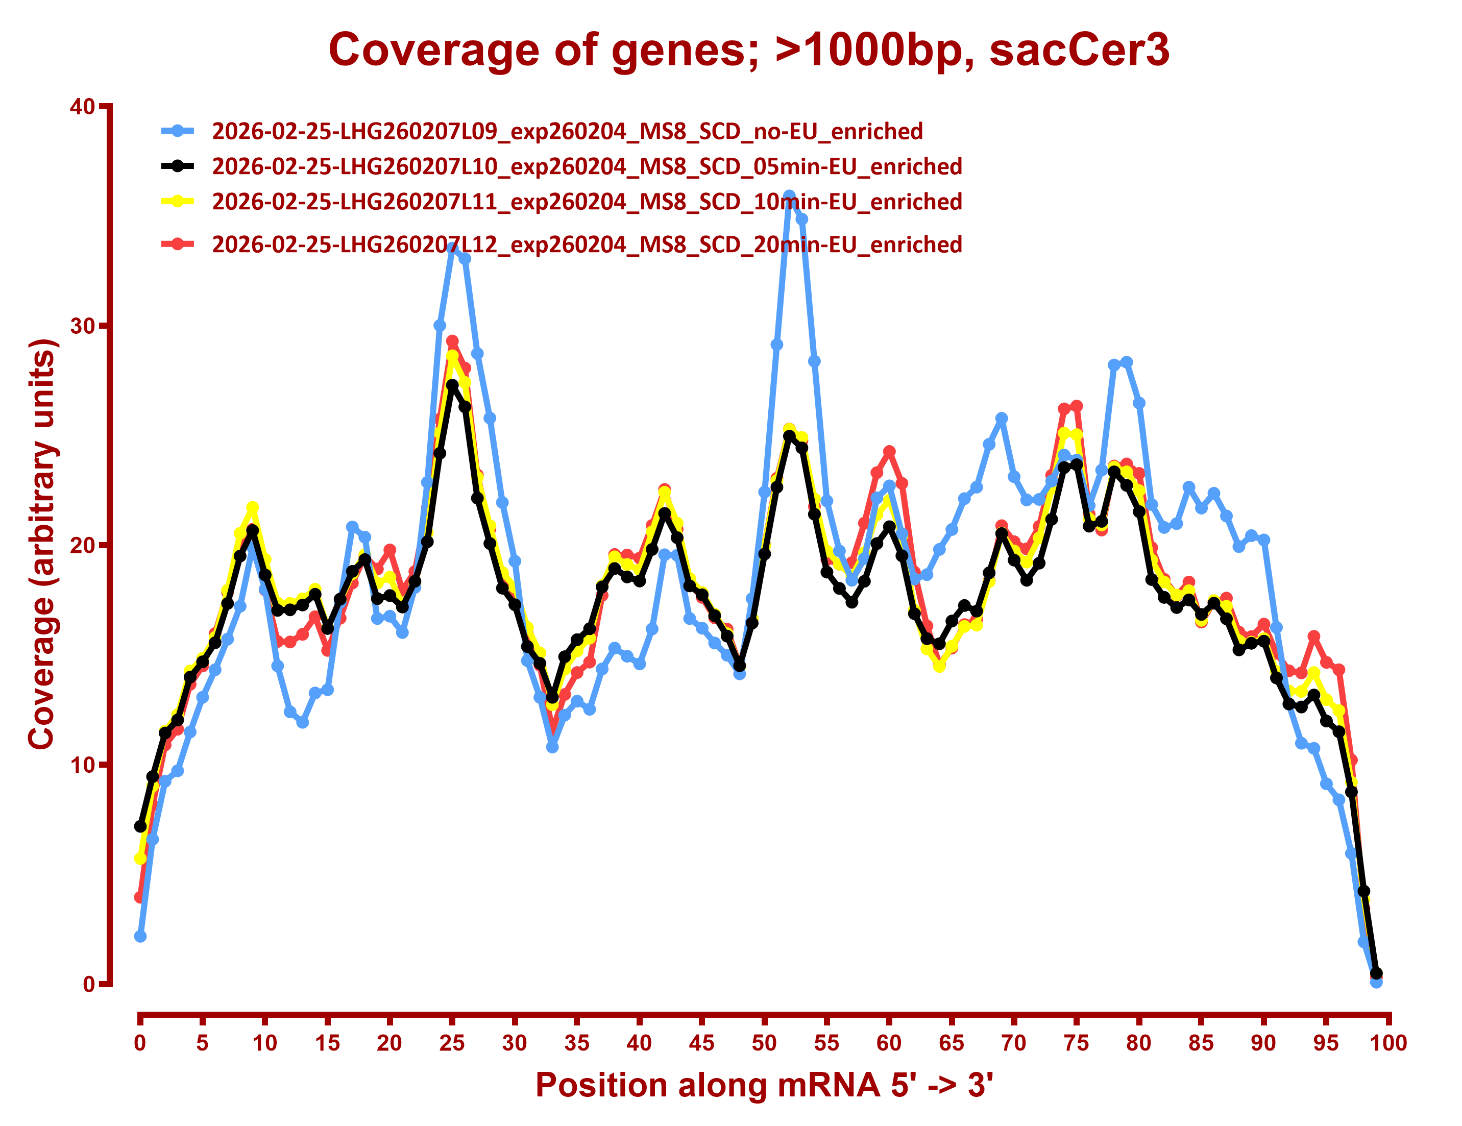 Coverage of genes; >1000bp, sacCer3
40
2026-02-25-LHG260207L09_exp260204_MS8_SCD_no-EU_enriched
2026-02-25-LHG260207L10_exp260204_MS8_SCD_05min-EU_enriched
2026-02-25-LHG260207L11_exp260204_MS8_SCD_10min-EU_enriched
2026-02-25-LHG260207L12_exp260204_MS8_SCD_20min-EU_enriched
30
Coverage (arbitrary units)
20
10
0
0 5 10 15 20 25 30 35 40 45 50 55 60 65 70 75 80 85 90 95 100
Position along mRNA 5' -> 3'